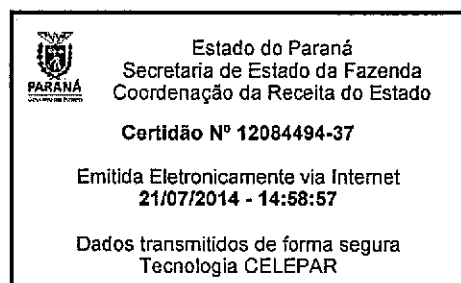 Estado do Paraná
Secretaria de Estado da Fazenda
PARANÁ
Coordenação da Receita do Estado
Certidão Nº 12084494-37
Emitida Eletronicamente via Internet
21/07/2014 - 14:58:57
Dados transmitidos de forma segura
Tecnologia CELEPAR